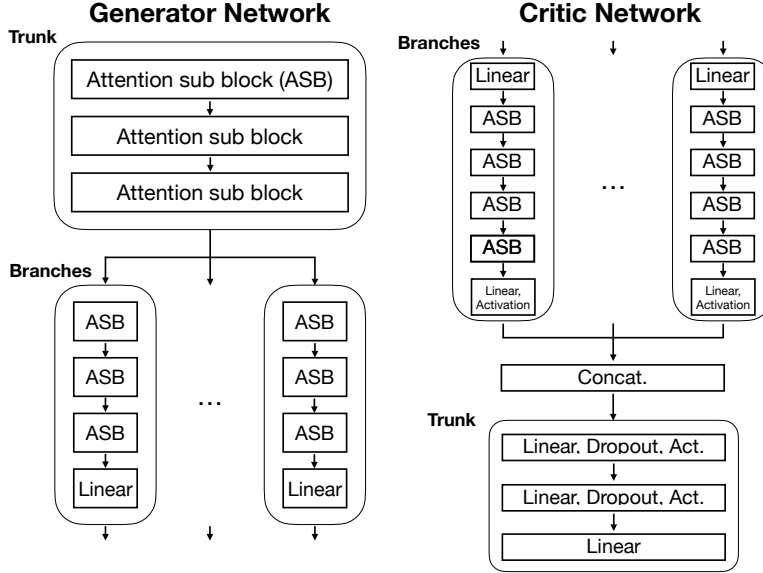 Generator Network
Trunk
Attention sub block (ASB)
Attention sub block
Attention sub block
Branches
ASB
ASB
ASB
Linear
...
ASB
ASB
ASB
Linear
Critic Network
Branches
Linear
ASB
ASB
ASB
ASB
Linear,
Activation
...
Linear
ASB
ASB
ASB
ASB
Linear,
Activation
Concat.
Trunk
Linear, Dropout, Act.
Linear, Dropout, Act.
Linear